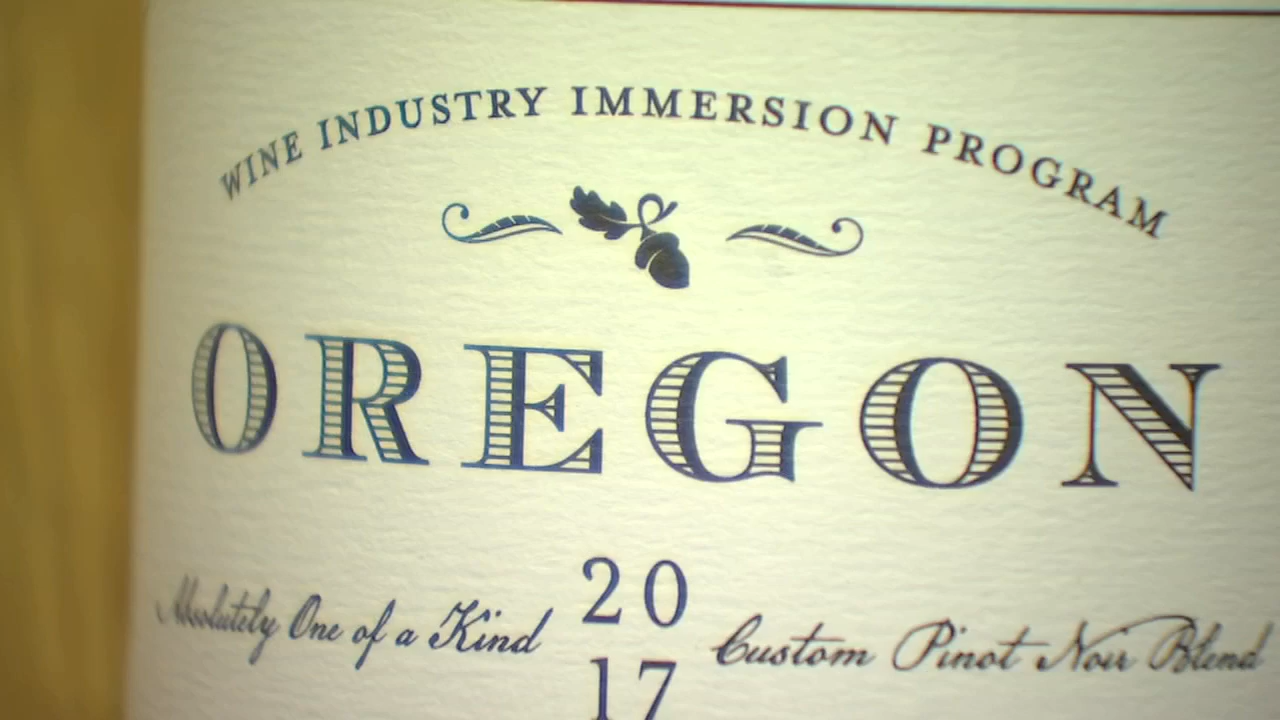 WINE INDUSTRY IMMERSION PROGRAM
OREGON
Absolutely One of a Kind
20
17
Custom Pinot Noir Blend